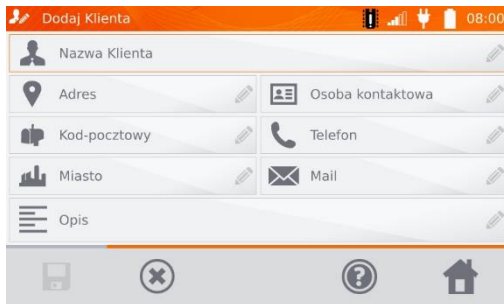 Dodaj Klienta 08:00
Nazwa Klienta
Adres Osoba kontaktowa
Kod-pocztowy Telefon
Miasto Mail
Opis